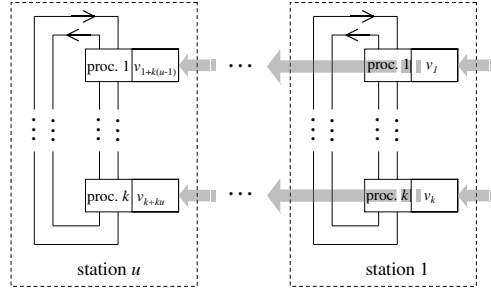 proc. 1 v1+k(u-1) ... proc. 1 v1
proc. k vk+ku ... proc. k vk
station u station 1